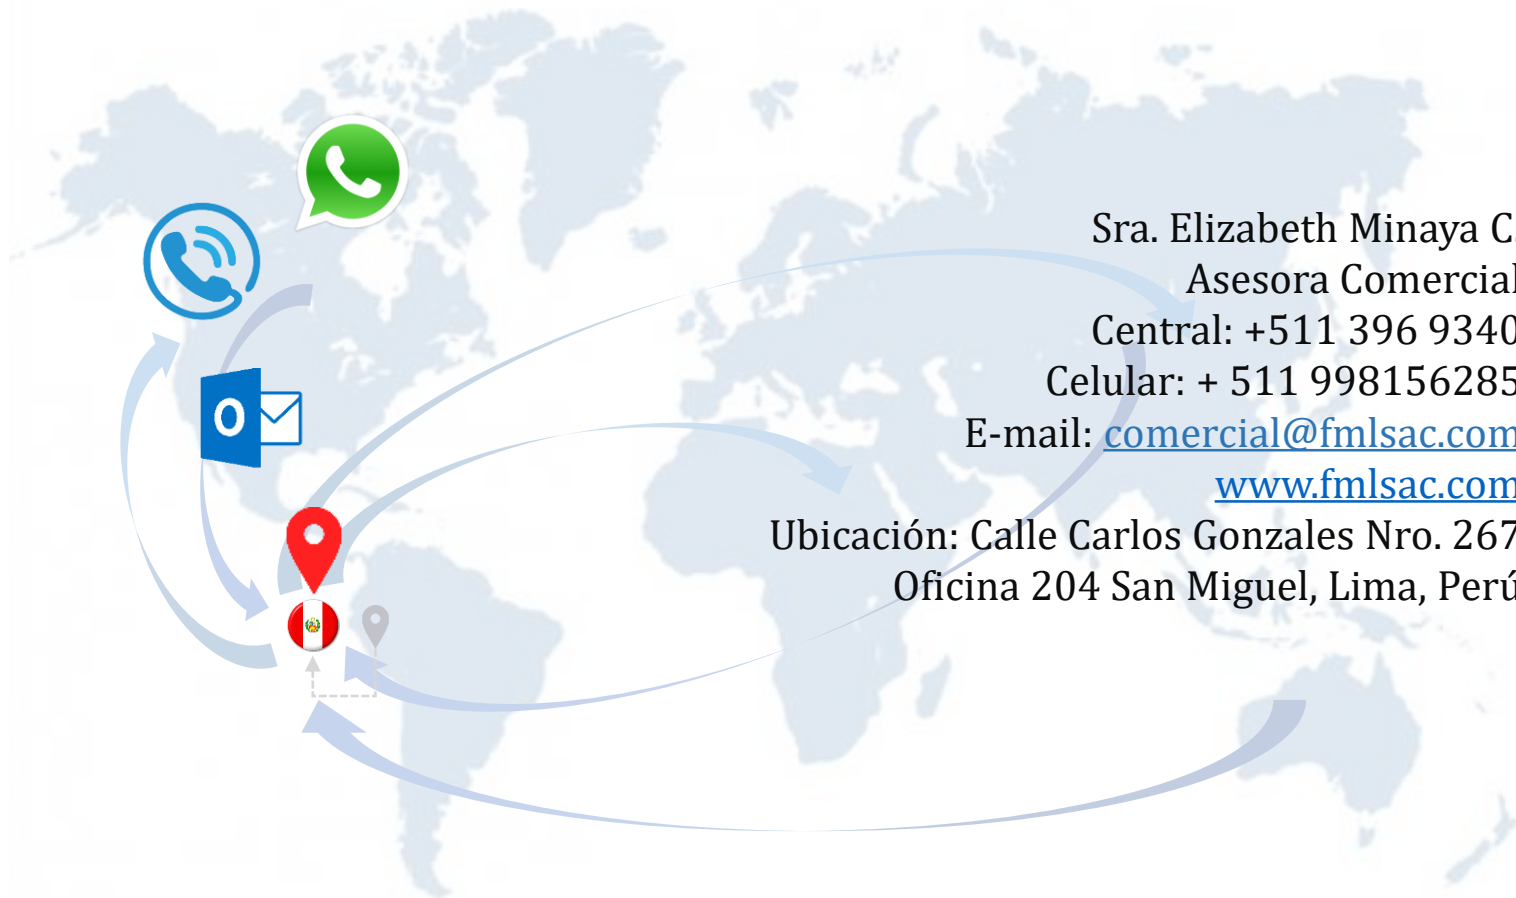 Sra. Elizabeth Minaya C.
Asesora Comercial
Central: +511 396 9340
Celular: + 511 998156285
E-mail: comercial@fmlsac.com
www.fmlsac.com
Ubicación: Calle Carlos Gonzales Nro. 267
Oficina 204 San Miguel, Lima, Perú